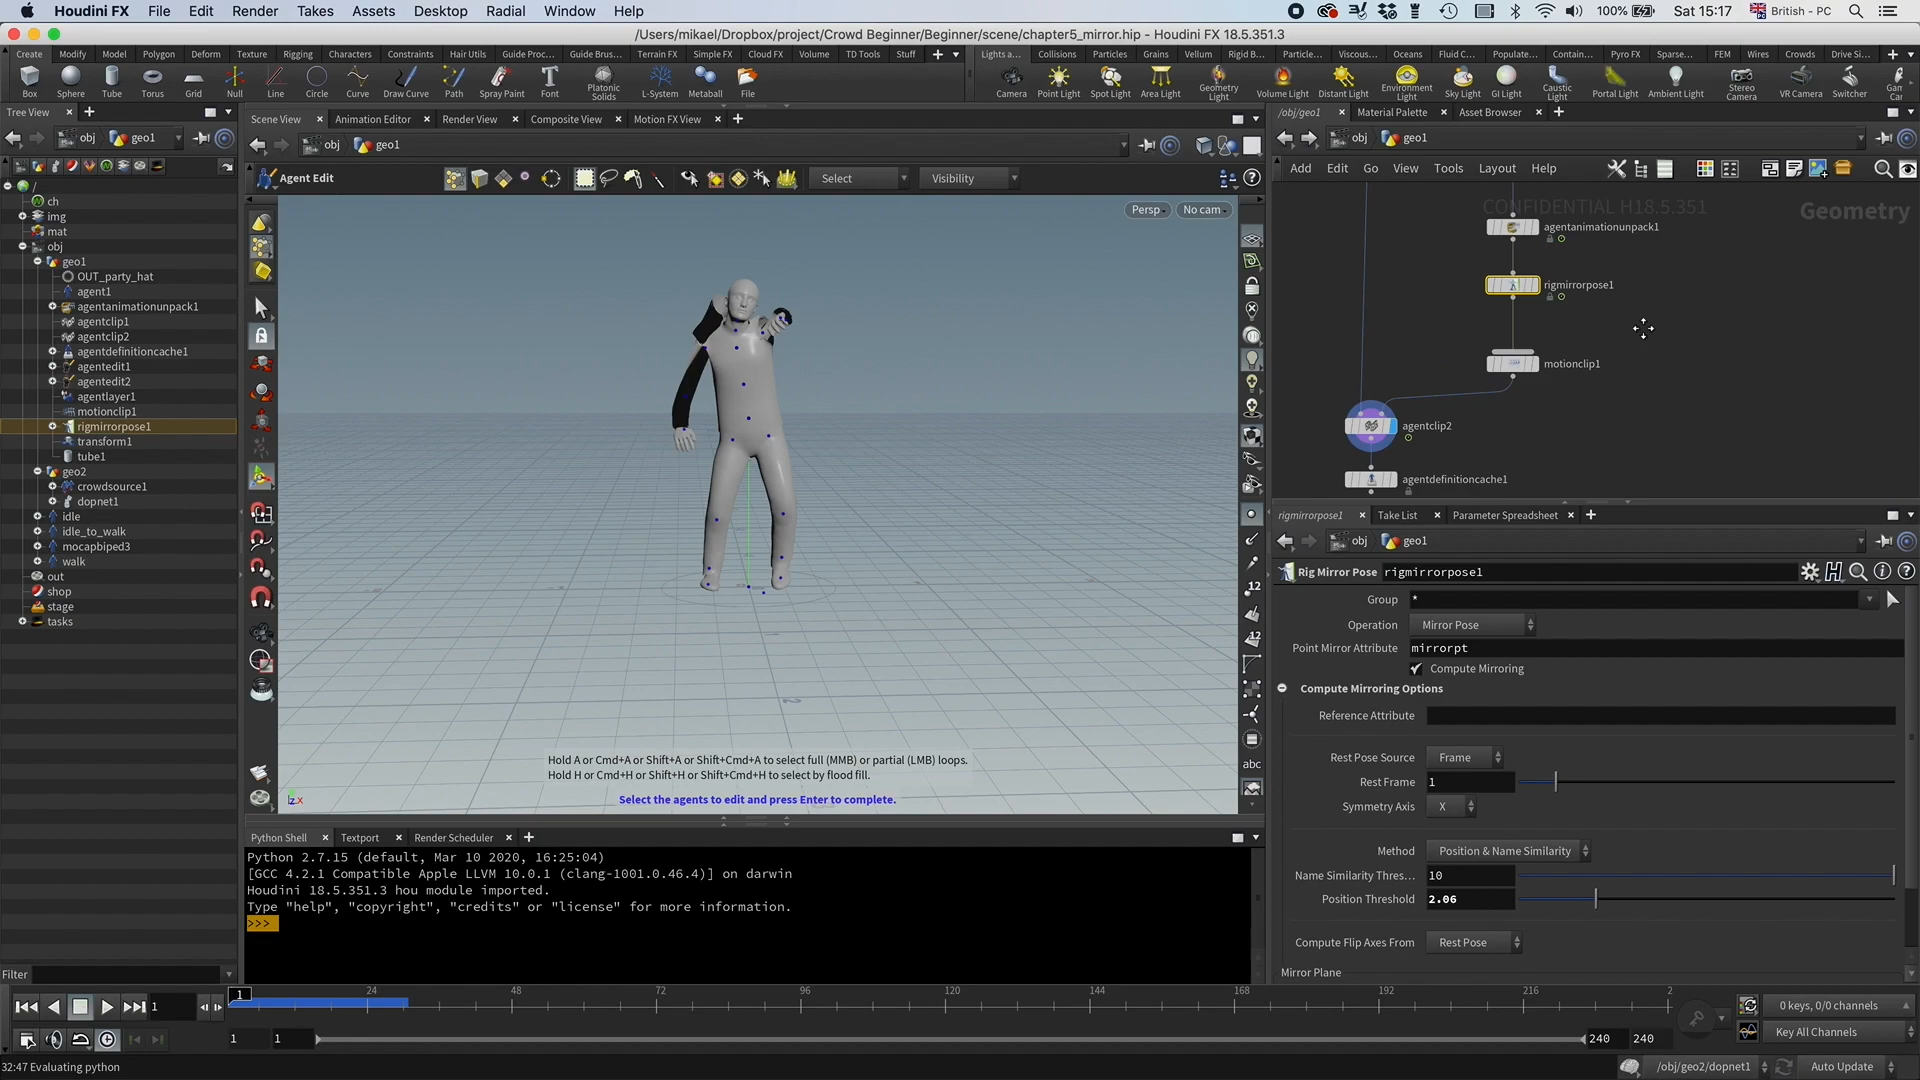 Houdini FX File Edit Render Takes Assets Desktop Radial Window Help 100% Sat 15:17 British - PC
/Users/mikael/Dropbox/project/Crowd Beginner/Beginner/scene/chapter5_mirror.hip - Houdini FX 18.5.351.3
Create Modify Model Polygon Deform Texture Rigging Characters Constraints Hair Utils Guide Proc... Guide Brus... Terrain FX Simple FX Cloud FX Volume TD Tools Stuff
Lights a... Collisions Particles Grains Vellum Rigid B... Particle... Viscous... Oceans Fluid C... Populate... Contain... Pyro FX Sparse... FEM Wires Crowds Drive Si...
Box Sphere Tube Torus Grid Null Line Circle Curve Draw Curve Path Spray Paint Font Platonic Solids L-System Metaball File
Camera Point Light Spot Light Area Light Geometry Light Volume Light Distant Light Environment Light Sky Light GI Light Caustic Light Portal Light Ambient Light Stereo Camera VR Camera Switcher
Tree View
obj geo1
/
ch
img
mat
obj
geo1
OUT_party_hat
agent1
agentanimationunpack1
agentclip1
agentclip2
agentdefinitioncache1
agentedit1
agentedit2
agentlayer1
motionclip1
rigmirrorpose1
transform1
tube1
geo2
crowdsource1
dopnet1
idle
idle_to_walk
mocapbiped3
walk
out
shop
stage
tasks
Filter
Scene View Animation Editor Render View Composite View Motion FX View
obj geo1
Agent Edit Select Visibility
Persp No cam
12
12
abc
Hold A or Cmd+A or Shift+A or Shift+Cmd+A to select full (MMB) or partial (LMB) loops.
Hold H or Cmd+H or Shift+H or Shift+Cmd+H to select by flood fill.
Select the agents to edit and press Enter to complete.
Python Shell Textport Render Scheduler
Python 2.7.15 (default, Mar 10 2020, 16:25:04)
[GCC 4.2.1 Compatible Apple LLVM 10.0.1 (clang-1001.0.46.4)] on darwin
Houdini 18.5.351.3 hou module imported.
Type "help", "copyright", "credits" or "license" for more information.
>>>
/obj/geo1 Material Palette Asset Browser
obj geo1
Add Edit Go View Tools Layout Help
CONFIDENTIAL H18.5.351
Geometry
agentanimationunpack1
rigmirrorpose1
motionclip1
agentclip2
agentdefinitioncache1
rigmirrorpose1 Take List Parameter Spreadsheet
obj geo1
Rig Mirror Pose rigmirrorpose1
Group *
Operation Mirror Pose
Point Mirror Attribute mirrorpt
Compute Mirroring
Compute Mirroring Options
Reference Attribute
Rest Pose Source Frame
Rest Frame 1
Symmetry Axis X
Method Position & Name Similarity
Name Similarity Thres... 10
Position Threshold 2.06
Compute Flip Axes From Rest Pose
Mirror Plane
1 1 24 48 72 96 120 144 168 192 216 2
0 keys, 0/0 channels
1 1 240 240
Key All Channels
32:47 Evaluating python
/obj/geo2/dopnet1 Auto Update